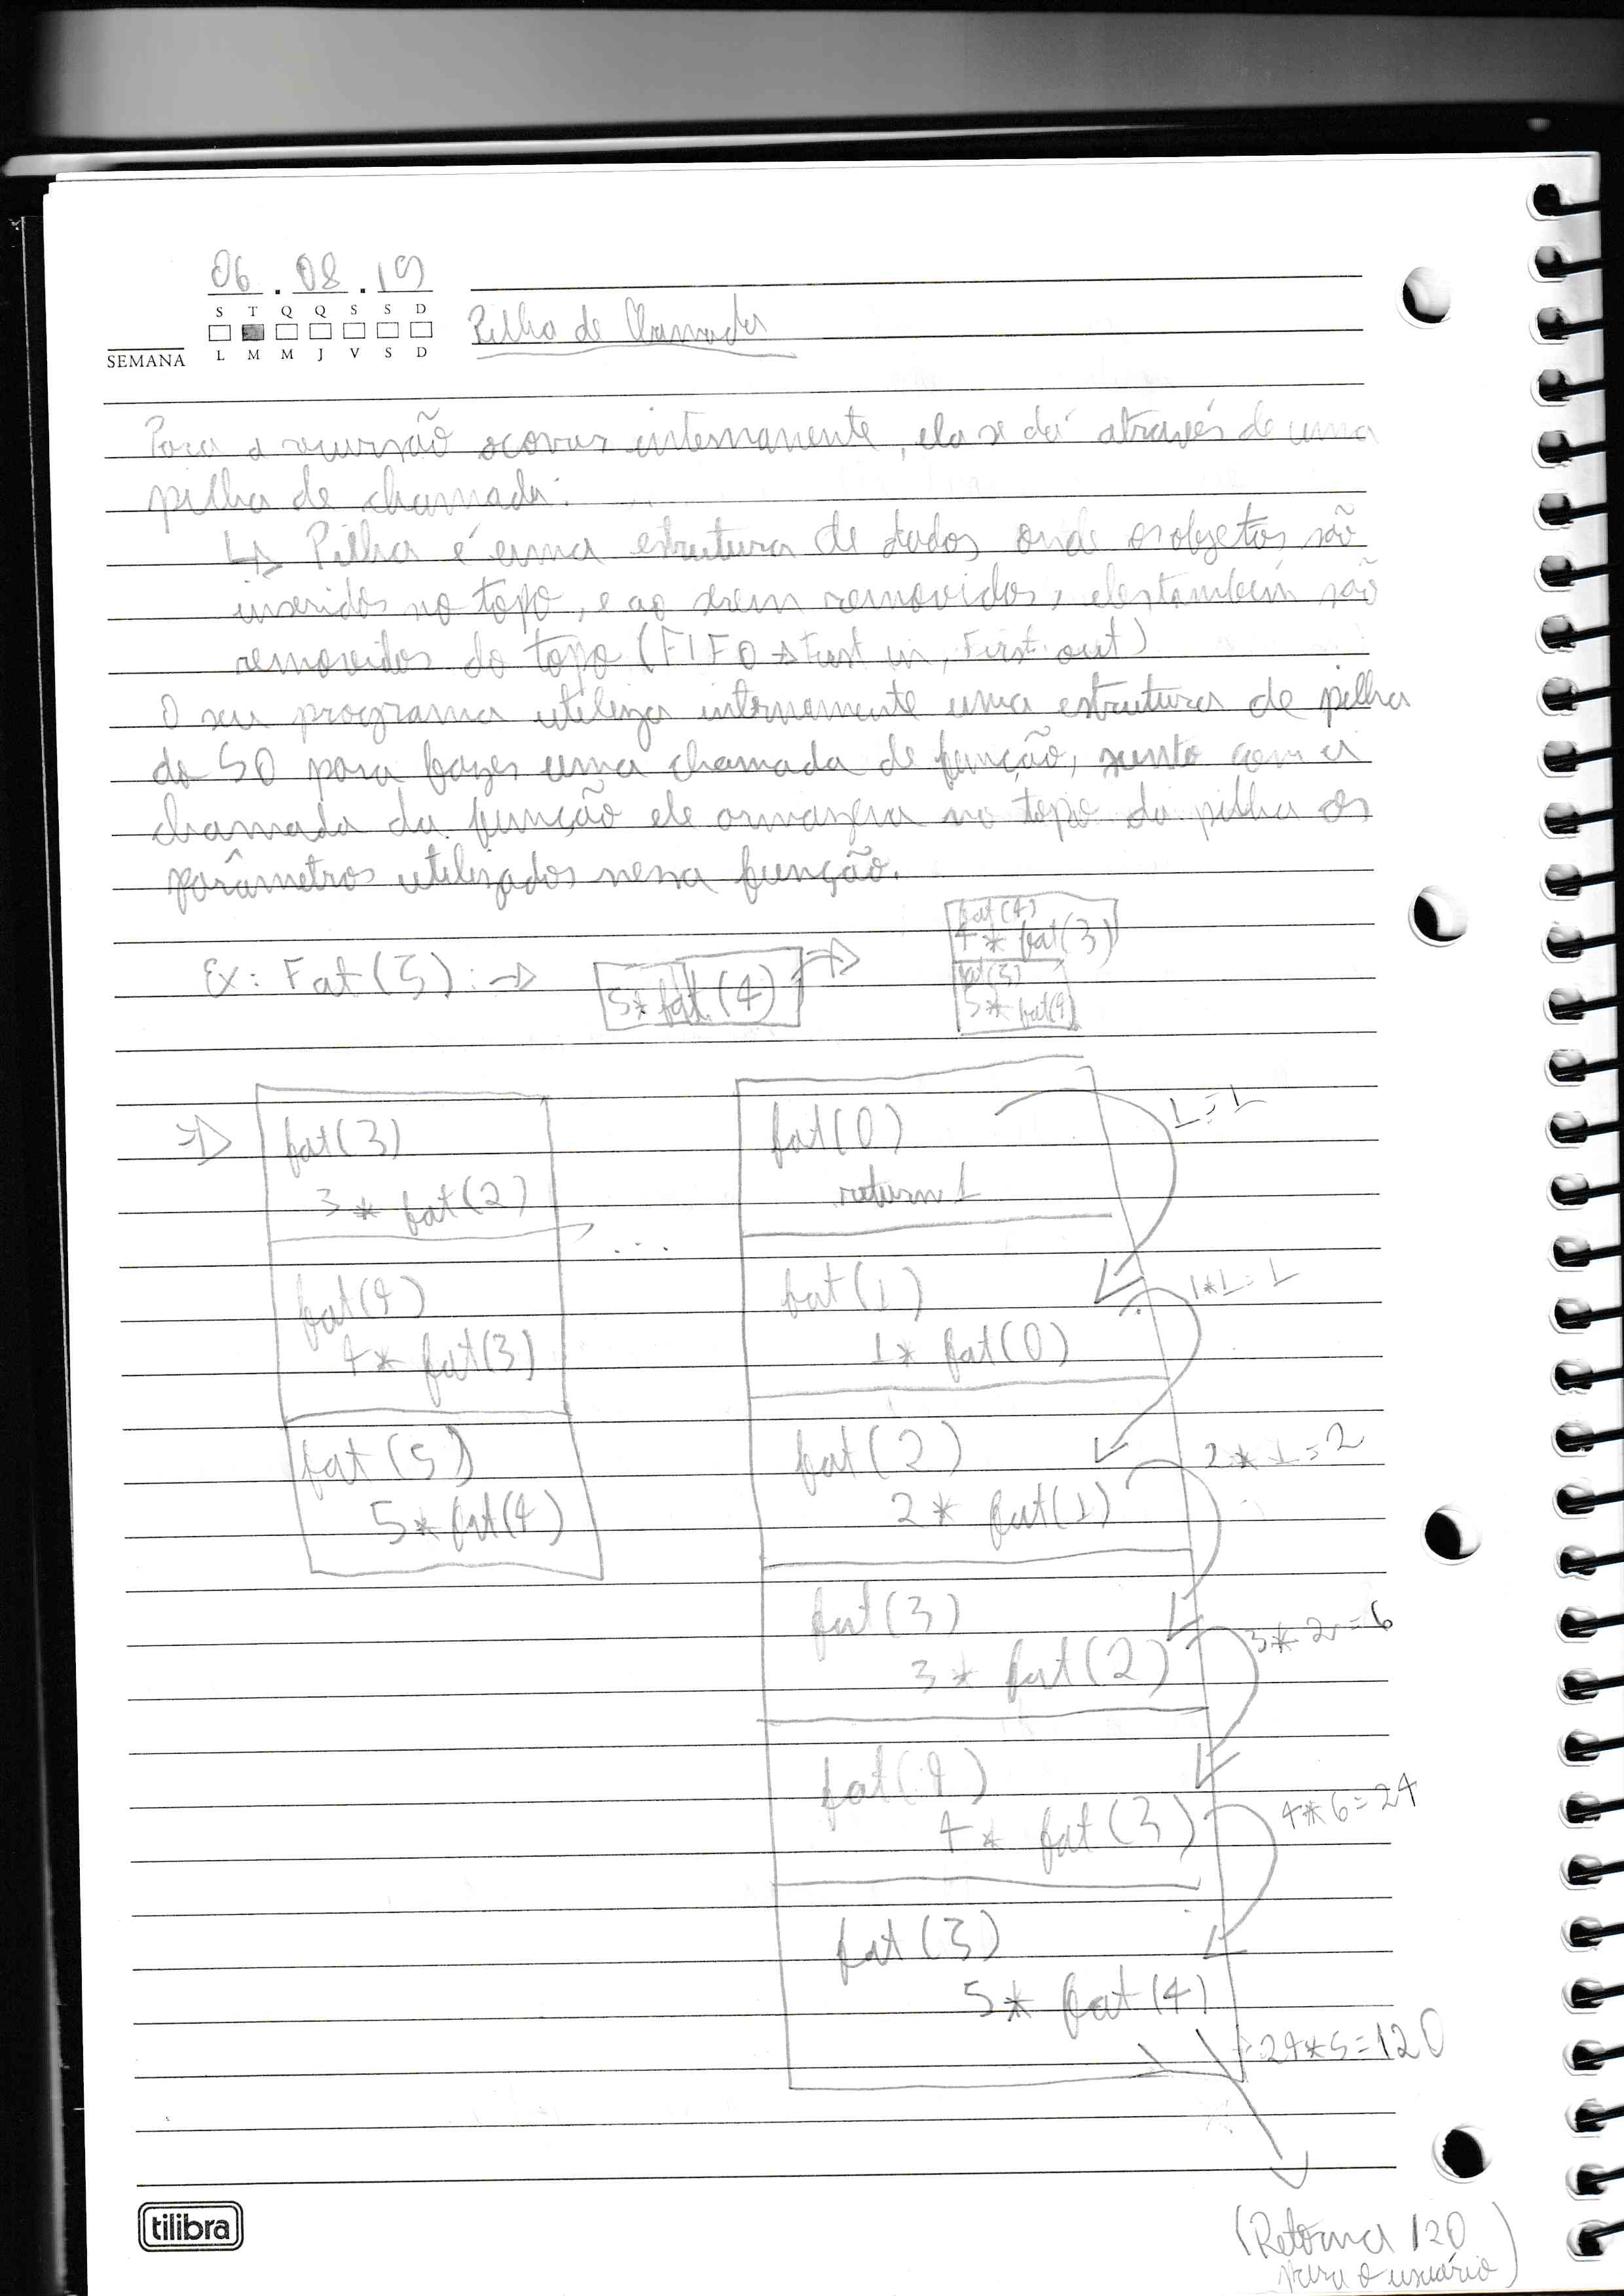 06 . 08 . 19
S T Q Q S S D
SEMANA
L M M J V S D
Pilha de Chamada
Para a recursão ocorrer internamente, ela se dá através de uma
pilha de chamada.
↳ Pilha é uma estrutura de dados onde os objetos são
inseridos no topo, e ao serem removidos, eles também são
removidos do topo (FIFO → First in, First out)
O seu programa utiliza internamente uma estrutura de pilha
do SO para fazer uma chamada de função, junto com a
chamada da função ele armazena no topo da pilha os
parâmetros utilizados nessa função.
Ex: Fat(5): →
5* fat(4)
→
fat(4)
4* fat(3)
fat(5)
5* fat(4)
⇒
fat(3)
3 * fat(2)
fat(4)
4* fat(3)
fat(5)
5* fat(4)
...
fat(0)
return 1
1=1
fat(1)
1* fat(0)
1*1=1
fat(2)
2* fat(1)
2*1=2
fat(3)
3* fat(2)
3*2=6
fat(4)
4* fat(3)
4*6=24
fat(5)
5* fat(4)
24*5=120
(Retorna 120
para o usuário)
tilibra